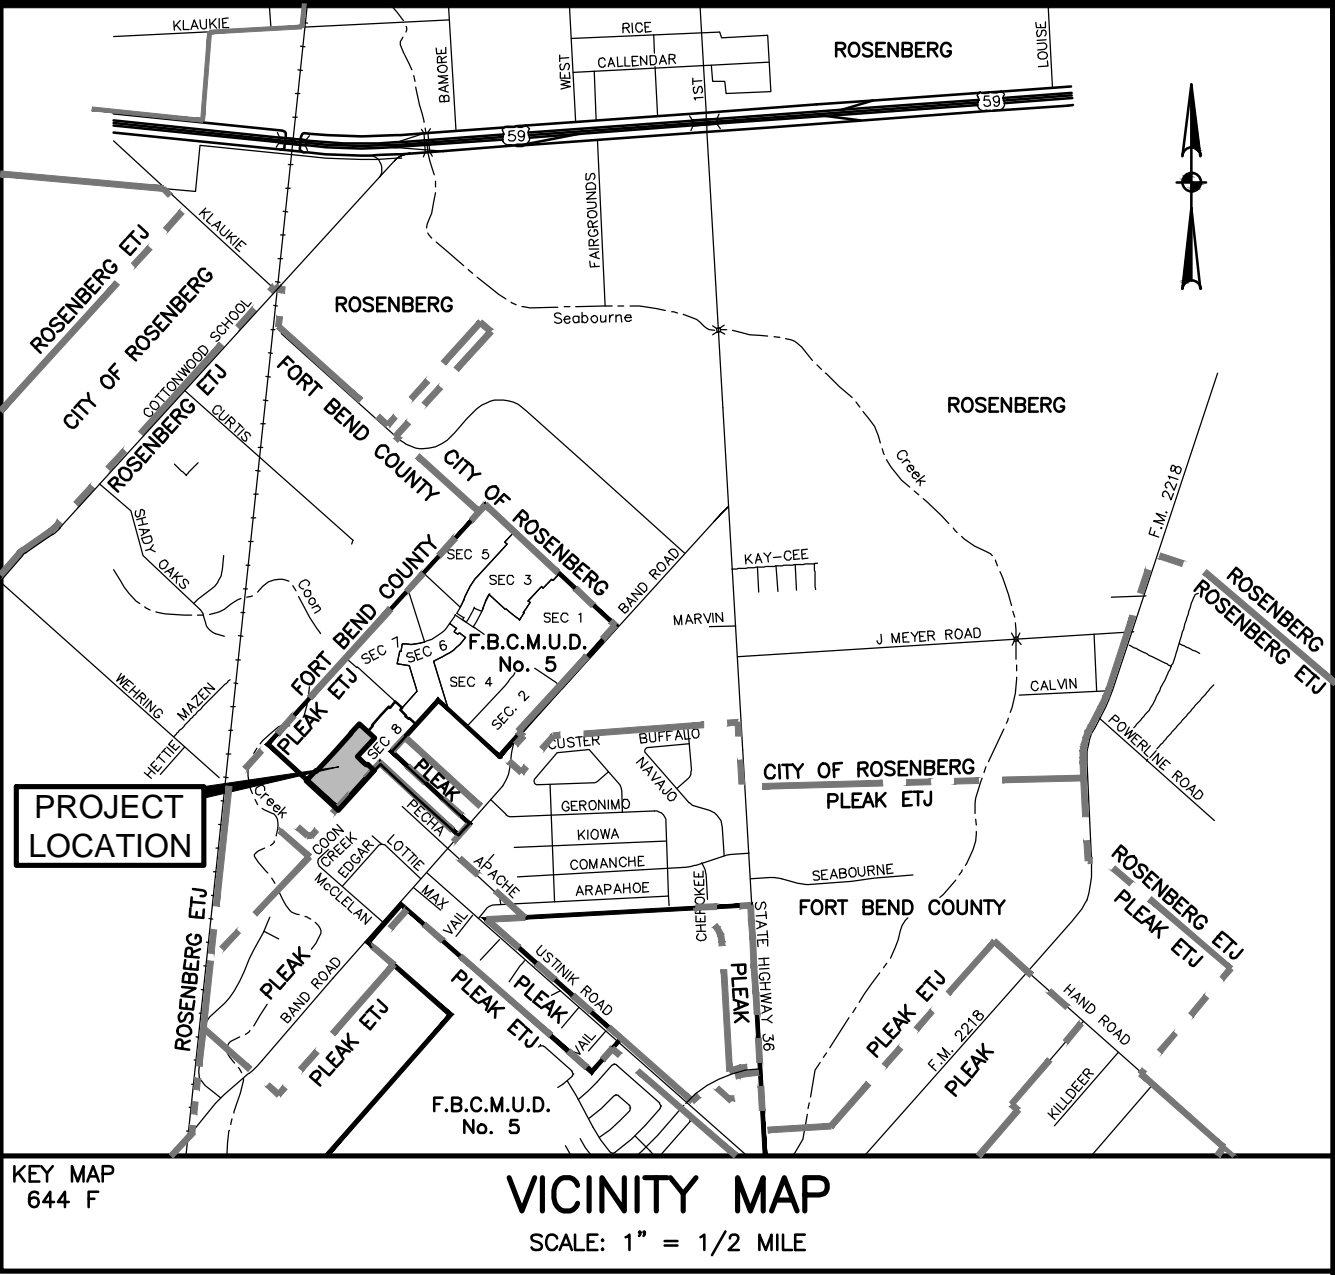 KLAUKIE
BAMORE
WEST
RICE
CALLENDAR
1ST
ROSENBERG
LOUISE
59
59
FAIRGROUNDS
KLAUKIE
ROSENBERG ETJ
CITY OF ROSENBERG
COTTONWOOD SCHOOL
ROSENBERG ETJ
ROSENBERG
Seabourne
FORT BEND COUNTY
CURTIS
ROSENBERG
CITY OF ROSENBERG
Creek
F.M. 2218
SHADY OAKS
Coon
FORT BEND COUNTY
PLEAK ETJ
SEC 5
SEC 3
SEC 1
SEC 7
SEC 6
F.B.C.M.U.D.
No. 5
SEC 4
SEC. 2
SEC 8
BAND ROAD
KAY-CEE
MARVIN
J MEYER ROAD
CALVIN
ROSENBERG
ROSENBERG ETJ
POWERLINE ROAD
WEHRING
MAZEN
HETTIE
PROJECT
LOCATION
Creek
PLEAK
PECHA
CUSTER
BUFFALO
NAVAJO
GERONIMO
KIOWA
COMANCHE
ARAPAHOE
CHEROKEE
CITY OF ROSENBERG
PLEAK ETJ
SEABOURNE
FORT BEND COUNTY
ROSENBERG ETJ
PLEAK ETJ
COON
CREEK
EDGAR
LOTTIE
McCLELAN
MAX
VAIL
APACHE
USTINIK ROAD
ROSENBERG ETJ
PLEAK
BAND ROAD
PLEAK ETJ
PLEAK ETJ
PLEAK
VAIL
PLEAK
STATE HIGHWAY 36
PLEAK ETJ
F.M. 2218
PLEAK
HAND ROAD
KILLDEER
F.B.C.M.U.D.
No. 5
KEY MAP
644 F
VICINITY MAP
SCALE: 1" = 1/2 MILE